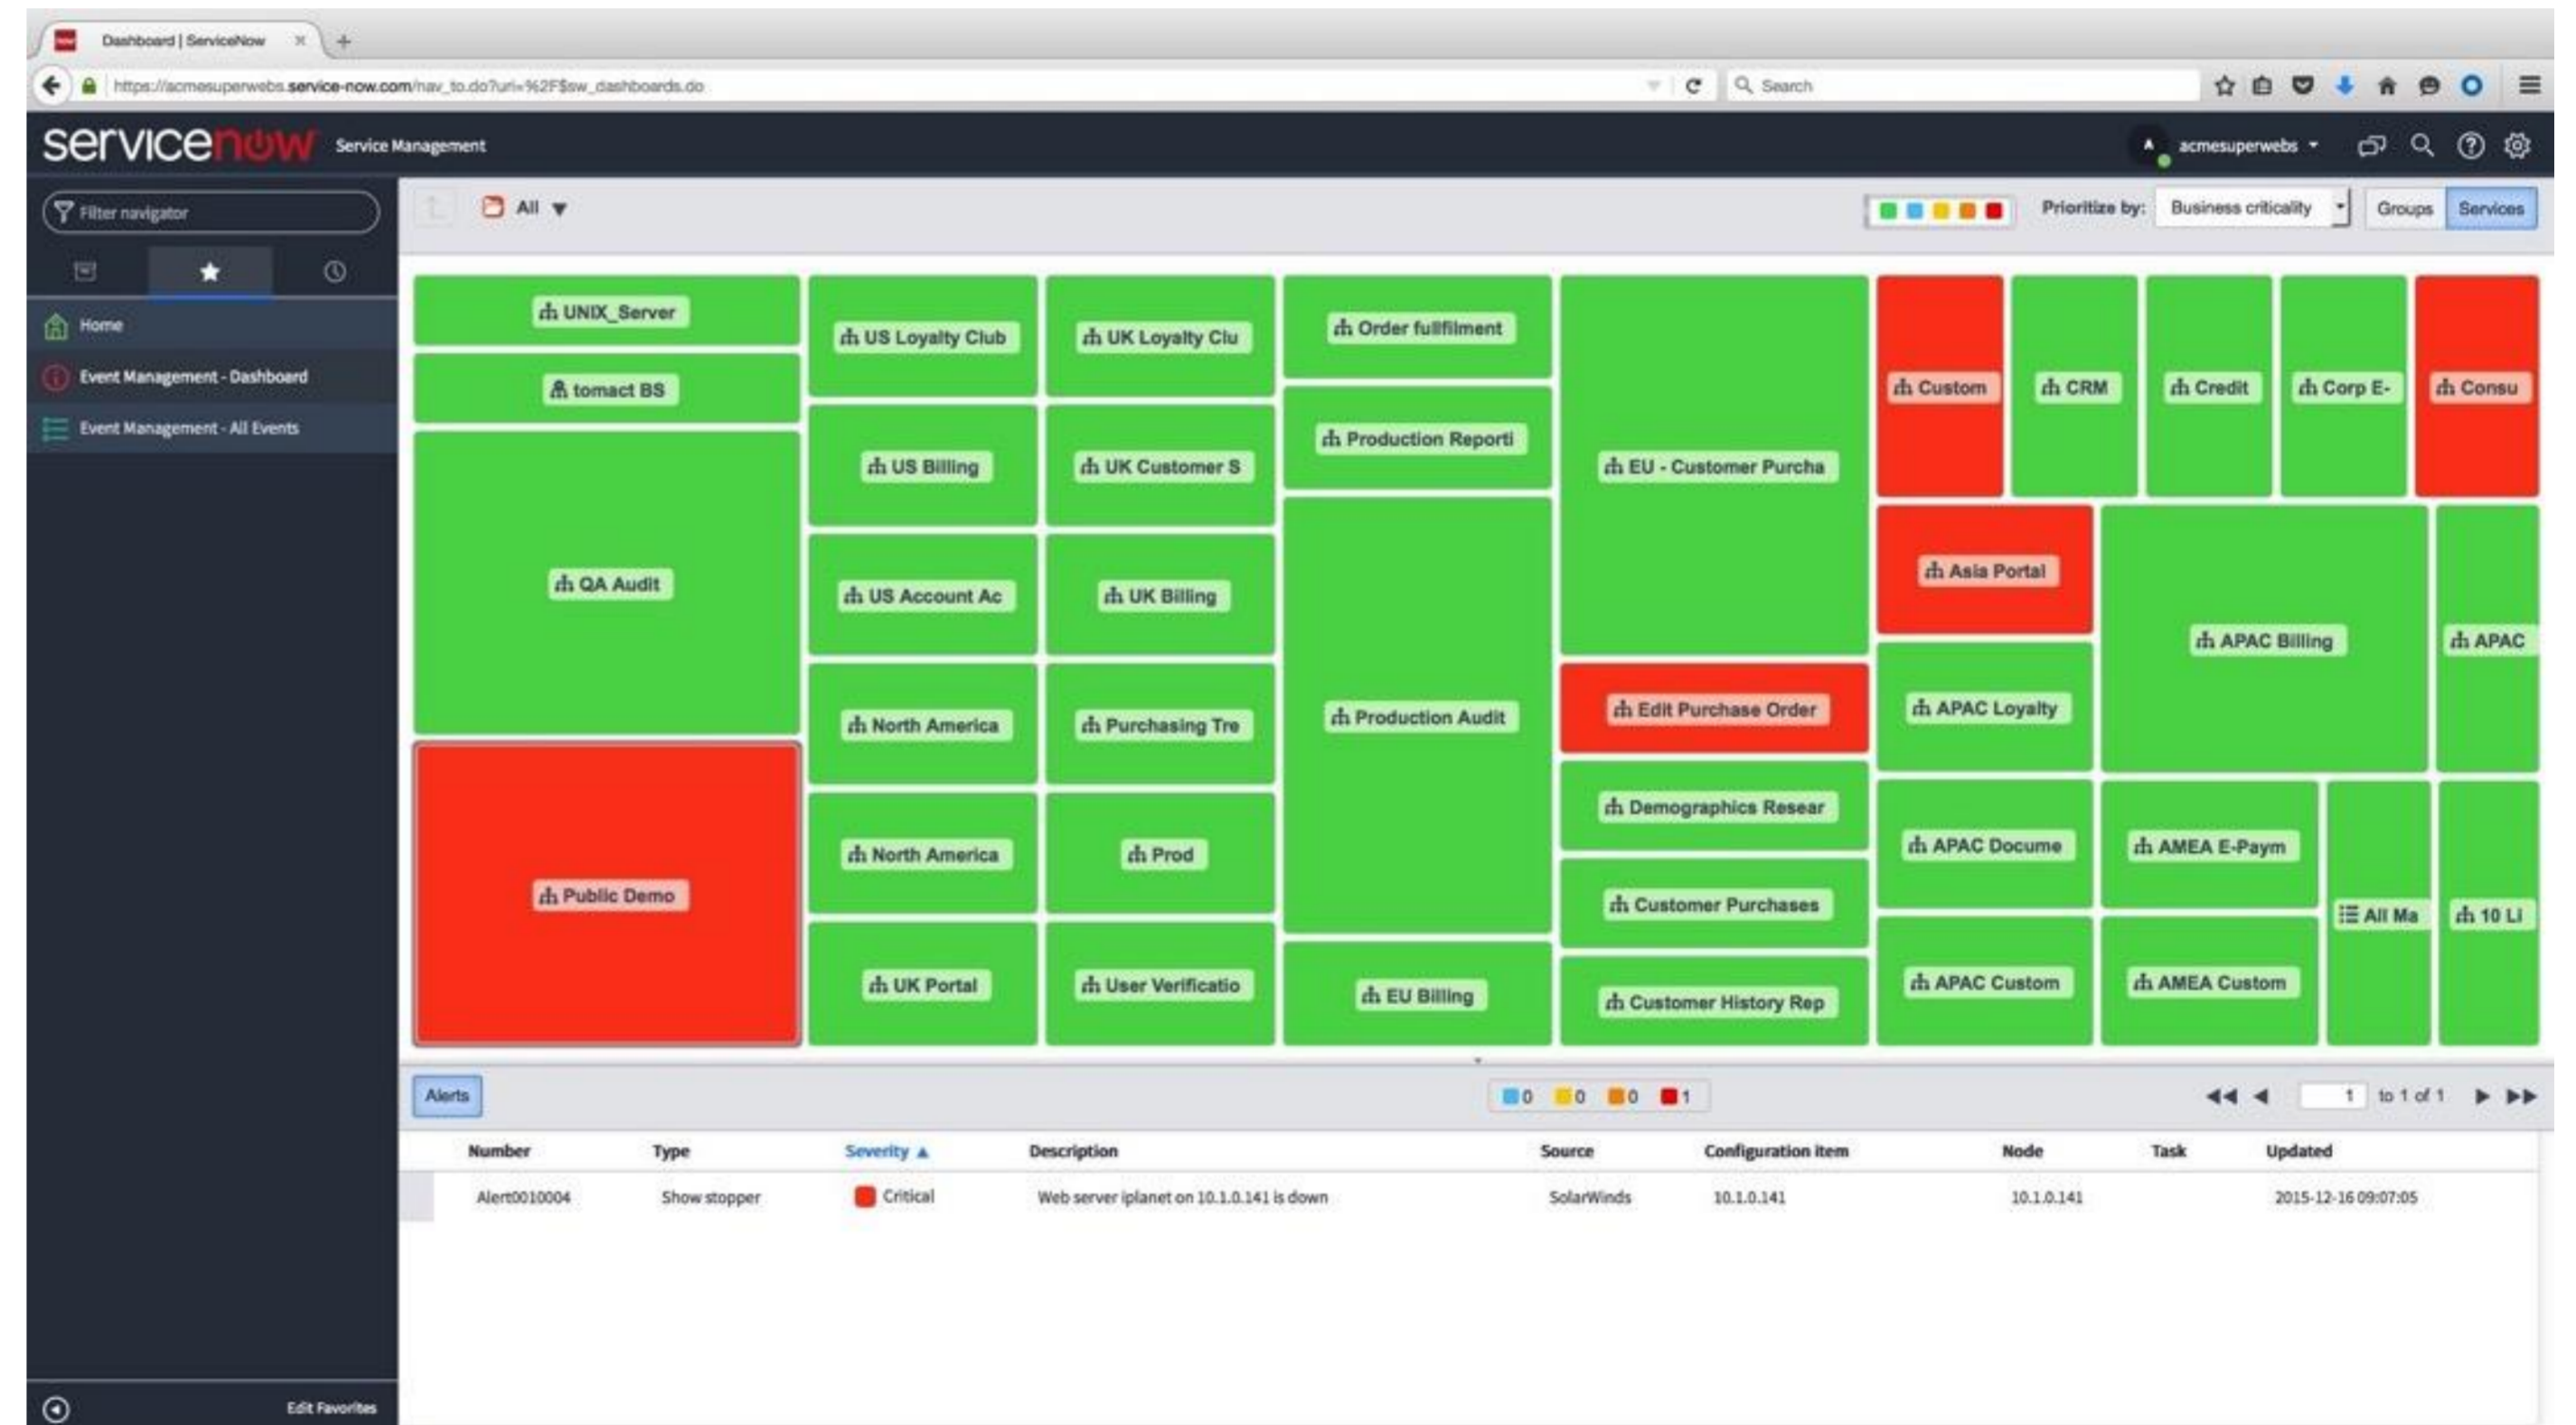 Dashboard | ServiceNow
https://acmesuperwebs.service-now.com/nav_to.do?uri=%2F$sw_dashboards.do
Search
servicenow Service Management
acmesuperwebs
Filter navigator
All
Prioritize by: Business criticality Groups Services
Home
Event Management - Dashboard
Event Management - All Events
UNIX_Server
tomact BS
QA Audit
Public Demo
US Loyalty Club
US Billing
US Account Ac
North America
North America
UK Portal
UK Loyalty Clu
UK Customer S
UK Billing
Purchasing Tre
Prod
User Verificatio
Order fullfilment
Production Reporti
Production Audit
EU Billing
EU - Customer Purcha
Edit Purchase Order
Demographics Resear
Customer Purchases
Customer History Rep
Custom
CRM
Credit
Corp E-
Consu
Asia Portal
APAC Loyalty
APAC Docume
APAC Custom
APAC Billing
APAC
AMEA E-Paym
AMEA Custom
All Ma
10 Li
Alerts
0 0 0 1
1 to 1 of 1
Number Type Severity Description Source Configuration item Node Task Updated
Alert0010004 Show stopper Critical Web server iplanet on 10.1.0.141 is down SolarWinds 10.1.0.141 10.1.0.141 2015-12-16 09:07:05
Edit Favorites